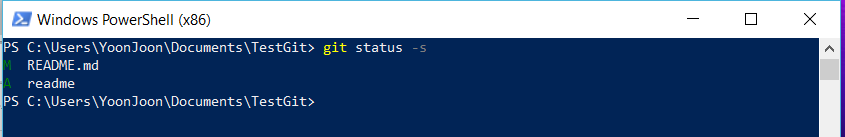 Windows PowerShell (x86)
PS C:\Users\YoonJoon\Documents\TestGit> git status -s
M  README.md
A  readme
PS C:\Users\YoonJoon\Documents\TestGit>